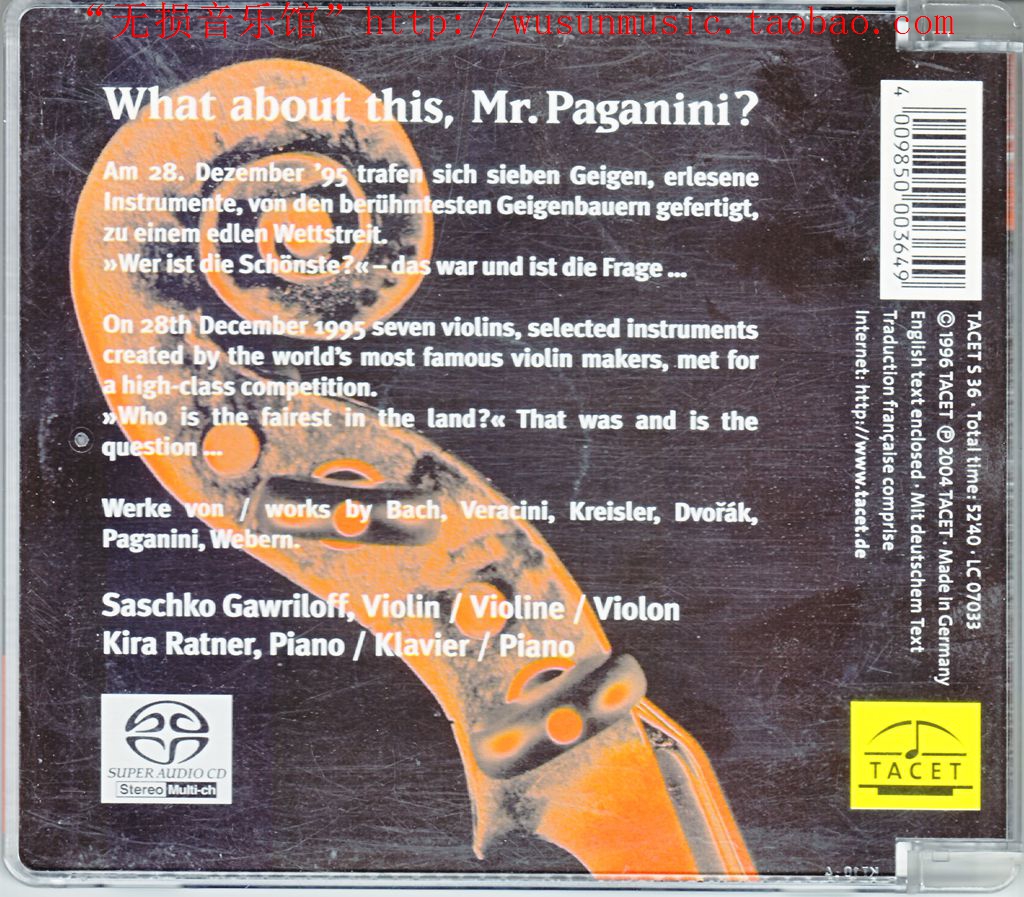 “无损音乐馆” http://wusunmusic.taobao.com
What about this, Mr. Paganini?
Am 28. Dezember ’95 trafen sich sieben Geigen, erlesene
Instrumente, von den berühmtesten Geigenbauern gefertigt,
zu einem edlen Wettstreit.
»Wer ist die Schönste?« – das war und ist die Frage ...
On 28th December 1995 seven violins, selected instruments
created by the world’s most famous violin makers, met for
a high-class competition.
»Who is the fairest in the land?« That was and is the
question ...
Werke von / works by Bach, Veracini, Kreisler, Dvořák,
Paganini, Webern.
Saschko Gawriloff, Violin / Violine / Violon
Kira Ratner, Piano / Klavier / Piano
SUPER AUDIO CD
Stereo Multi-ch
4 009850 003649
TACET S 36 · Total time: 52'40 · LC 07033
© 1996 TACET ℗ 2004 TACET · Made in Germany
English text enclosed · Mit deutschem Text
Traduction française comprise
Internet: http://www.tacet.de
TACET